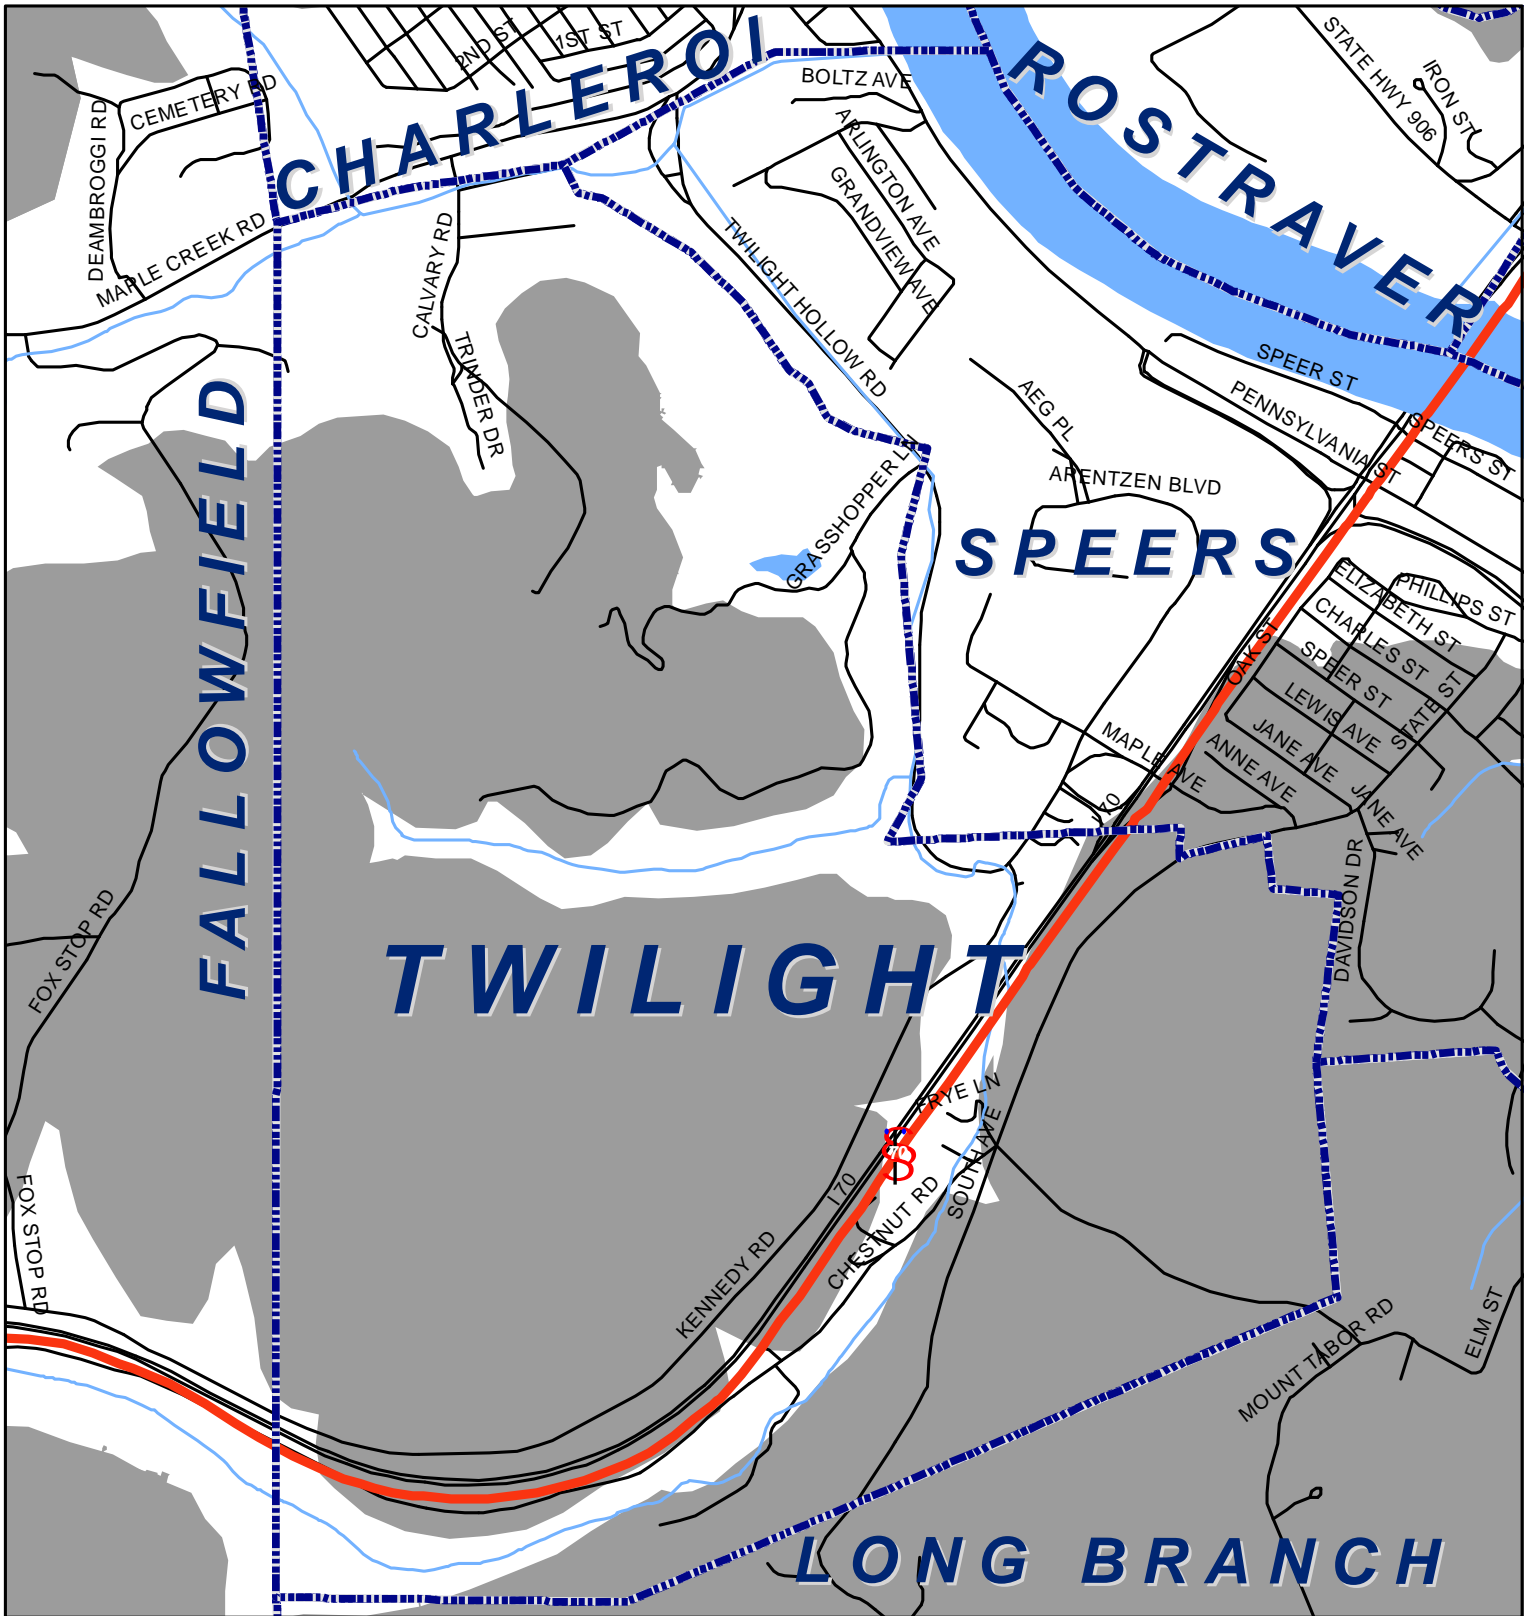 2ND ST
1ST ST
CHARLEROI
BOLTZ AVE
ROSTRAVER
STATE HWY 906
IRON ST
CEMETERY RD
DEAMBROGGI RD
MAPLE CREEK RD
CALVARY RD
TRINDER DR
ARLINGTON AVE
GRANDVIEW AVE
TWILIGHT HOLLOW RD
SPEER ST
PENNSYLVANIA ST
SPEERS ST
AEG PL
ARENTZEN BLVD
GRASSHOPPER LN
SPEERS
FALLOWFIELD
ELIZABETH ST
PHILLIPS ST
CHARLES ST
OAK ST
SPEER ST
STATE ST
LEWIS AVE
JANE AVE
ANNE AVE
MAPLE AVE
JANE AVE
I 70
DAVIDSON DR
FOX STOP RD
TWILIGHT
FRYE LN
SOUTH AVE
I 70
CHESTNUT RD
KENNEDY RD
FOX STOP RD
MOUNT TABOR RD
ELM ST
LONG BRANCH